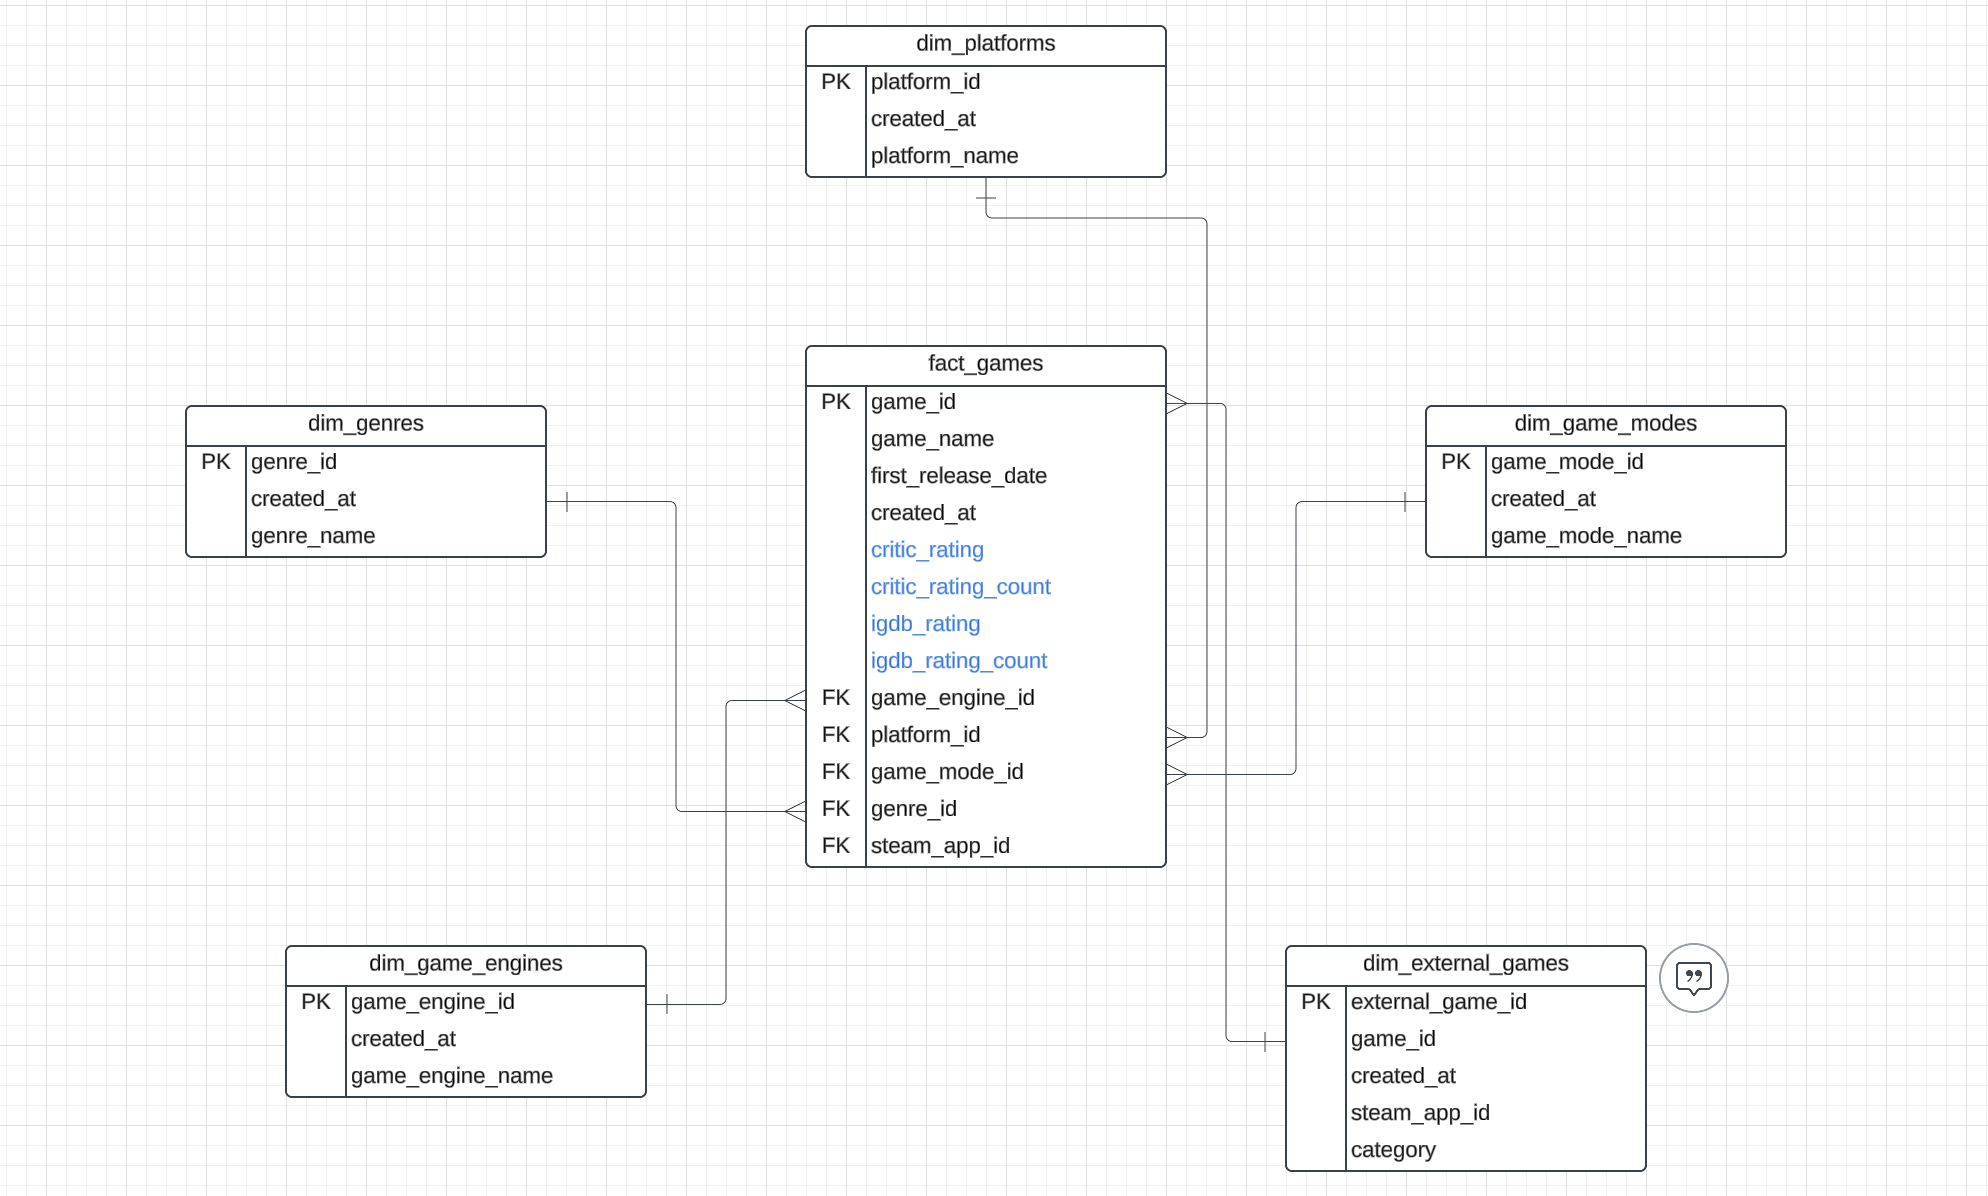 dim_platforms
PK platform_id
created_at
platform_name
fact_games
PK game_id
game_name
first_release_date
created_at
critic_rating
critic_rating_count
igdb_rating
igdb_rating_count
FK game_engine_id
FK platform_id
FK game_mode_id
FK genre_id
FK steam_app_id
dim_genres
PK genre_id
created_at
genre_name
dim_game_modes
PK game_mode_id
created_at
game_mode_name
dim_game_engines
PK game_engine_id
created_at
game_engine_name
dim_external_games
PK external_game_id
game_id
created_at
steam_app_id
category